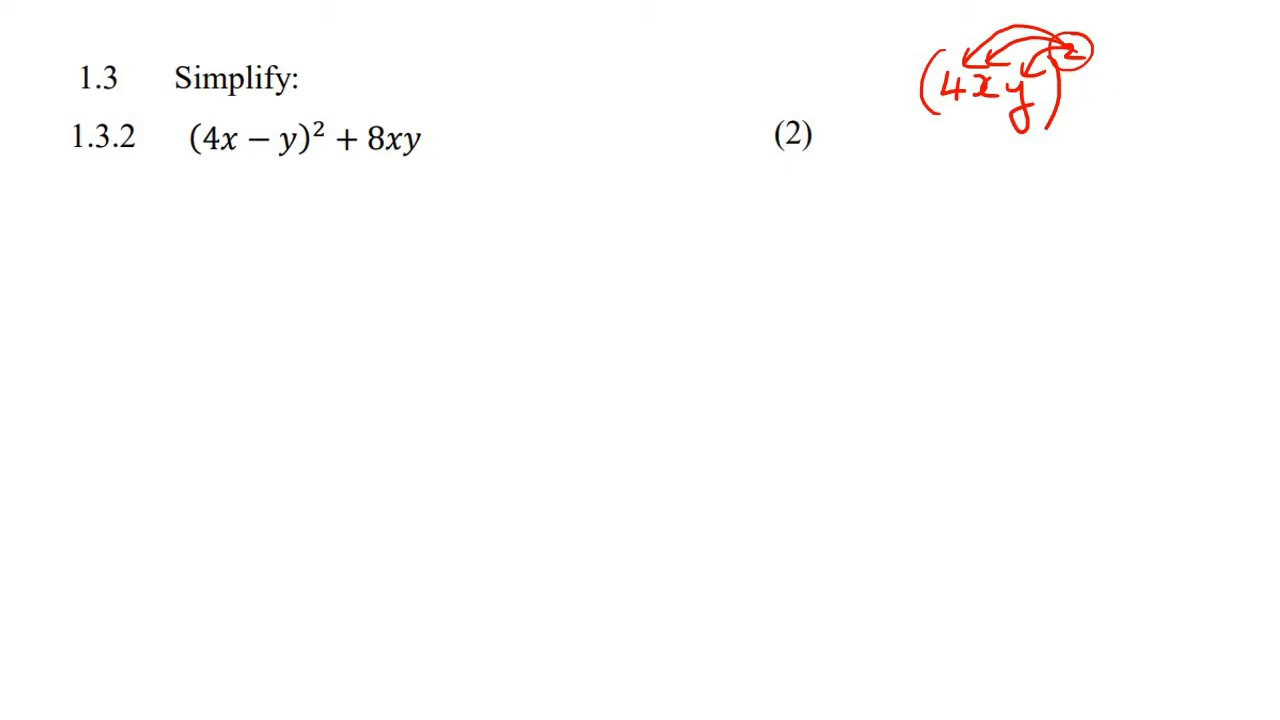 1.3 Simplify:
1.3.2 (4x − y)² + 8xy (2)
(4xy)²